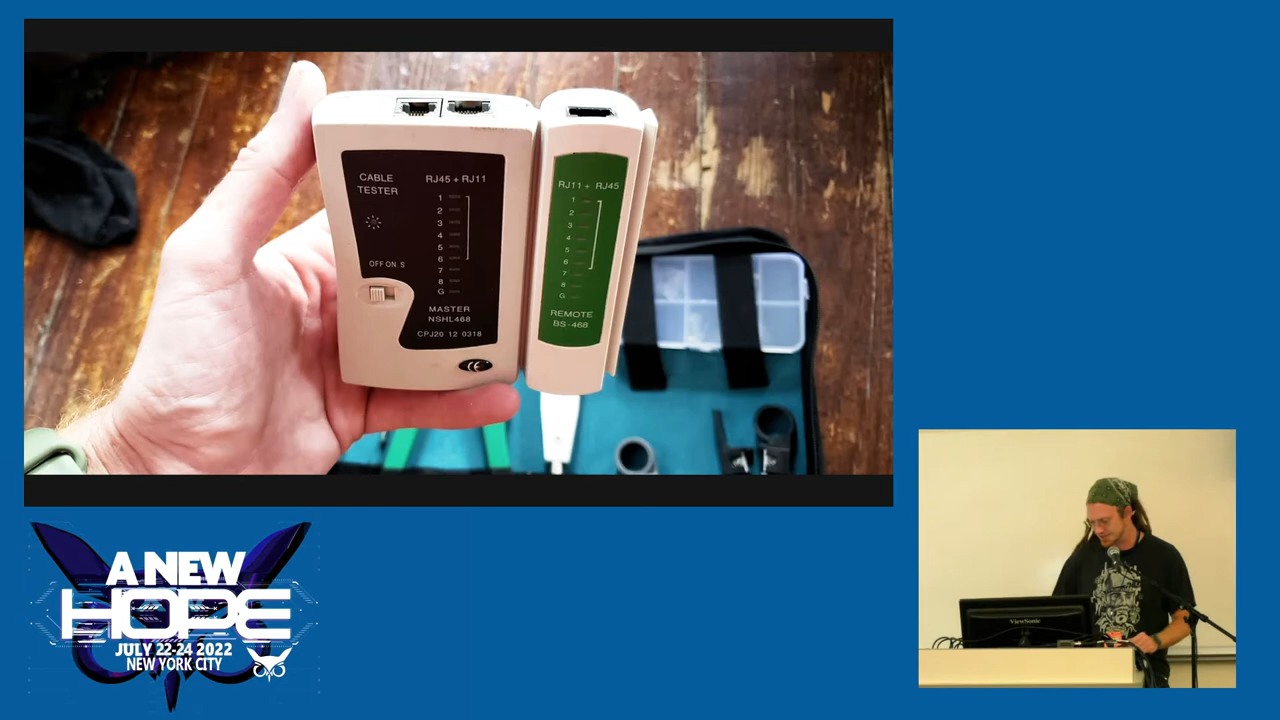 CABLE
TESTER
RJ45 + RJ11
1
2
3
4
5
6
7
8
G
OFF ON S
MASTER
NSHL468
CPJ20 12 0318
CE
RJ11 + RJ45
1
2
3
4
5
6
7
8
G
REMOTE
BS-468
A NEW
HOPE
JULY 22-24 2022
NEW YORK CITY
ViewSonic